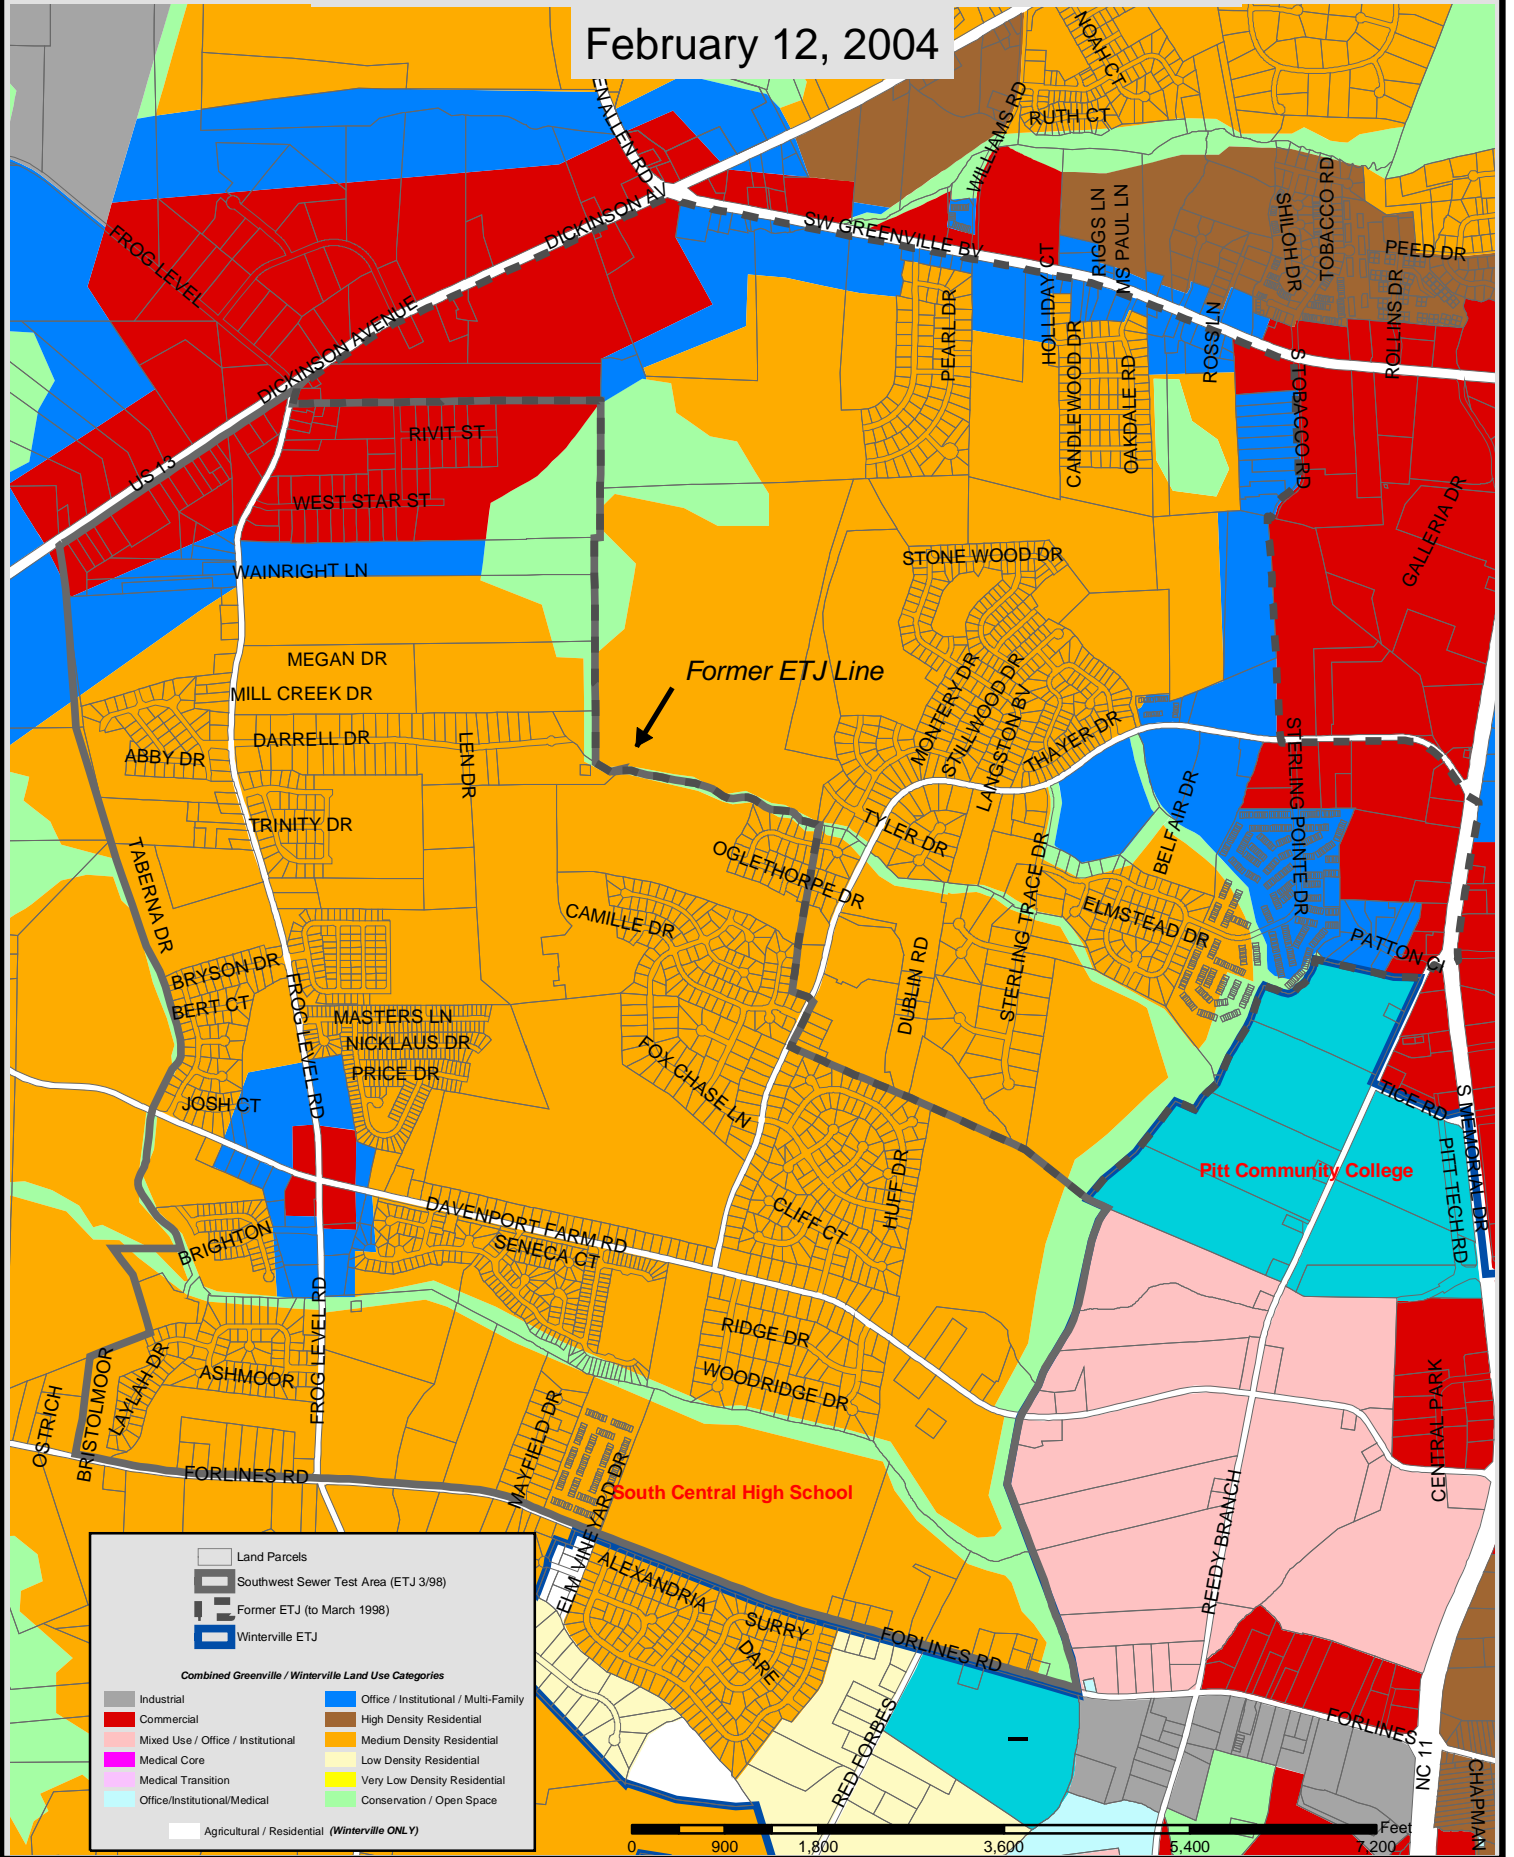 February 12, 2004
NOAH CT
EN ALLEN RD
WILLIAMS RD
RUTH CT
DICKINSON AV
SW GREENVILLE BV
RIGGS LN
MS PAUL LN
SHILOH DR
TOBACCO RD
PEED DR
FROG LEVEL
HOLLIDAY CT
ROLLINS DR
DICKINSON AVENUE
PEARL DR
CANDLEWOOD DR
OAKDALE RD
ROSS LN
S TOBACCO RD
RIVIT ST
US 13
WEST STAR ST
GALLERIA DR
WAINRIGHT LN
STONE WOOD DR
MEGAN DR
Former ETJ Line
MILL CREEK DR
MONTERY DR
STILLWOOD DR
LANGSTON BV
THAYER DR
DARRELL DR
ABBY DR
LEN DR
STERLING POINTE DR
TRINITY DR
TYLER DR
BELFAIR DR
OGLETHORPE DR
TABERNA DR
STERLING TRACE DR
CAMILLE DR
ELMSTEAD DR
PATTON CI
BRYSON DR
BERT CT
FROG LEVEL RD
DUBLIN RD
MASTERS LN
NICKLAUS DR
PRICE DR
FOX CHASE LN
JOSH CT
TICE RD
S MEMORIAL DR
Pitt Community College
PITT TECH RD
HUFF DR
CLIFF CT
DAVENPORT FARM RD
BRIGHTON
SENECA CT
FROG LEVEL RD
RIDGE DR
WOODRIDGE DR
ASHMOOR
LAYLAH DR
BRISTOLMOOR
OSTRICH
CENTRAL PARK
MAYFIELD DR
FORLINES RD
VINEYARD DR
South Central High School
REEDY BRANCH
ELM
ALEXANDRIA
SURRY
DARE
FORLINES RD
RED FORBES
FORLINES
NC 11
CHAPMAN
Land Parcels
Southwest Sewer Test Area (ETJ 3/98)
Former ETJ (to March 1998)
Winterville ETJ
Combined Greenville / Winterville Land Use Categories
Industrial
Commercial
Mixed Use / Office / Institutional
Medical Core
Medical Transition
Office/Institutional/Medical
Office / Institutional / Multi-Family
High Density Residential
Medium Density Residential
Low Density Residential
Very Low Density Residential
Conservation / Open Space
Agricultural / Residential (Winterville ONLY)
0 900 1,800 3,600 5,400 7,200
Feet